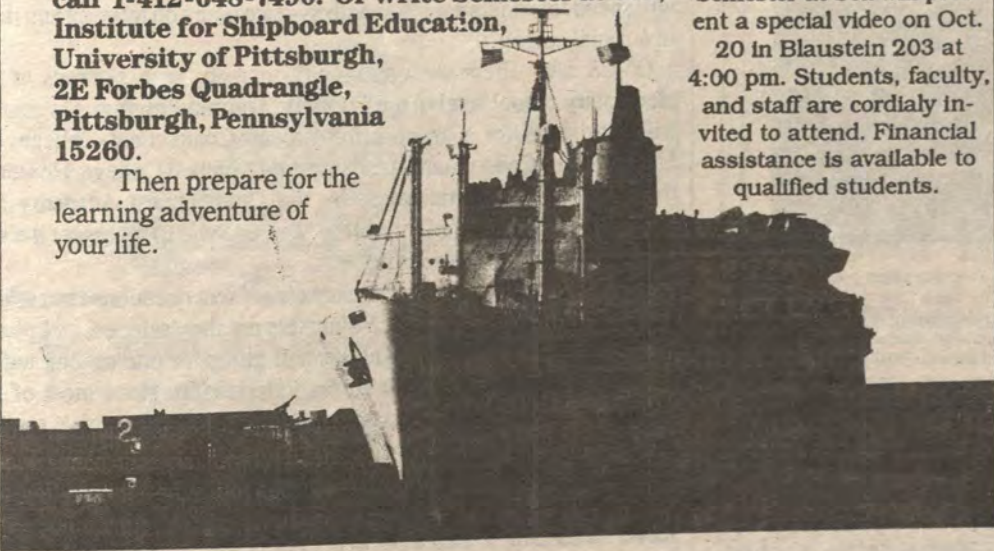 Institute for Shipboard Education,
University of Pittsburgh,
2E Forbes Quadrangle,
Pittsburgh, Pennsylvania
15260.
Then prepare for the
learning adventure of
your life.
ent a special video on Oct.
20 in Blaustein 203 at
4:00 pm. Students, faculty,
and staff are cordialy in-
vited to attend. Financial
assistance is available to
qualified students.
2